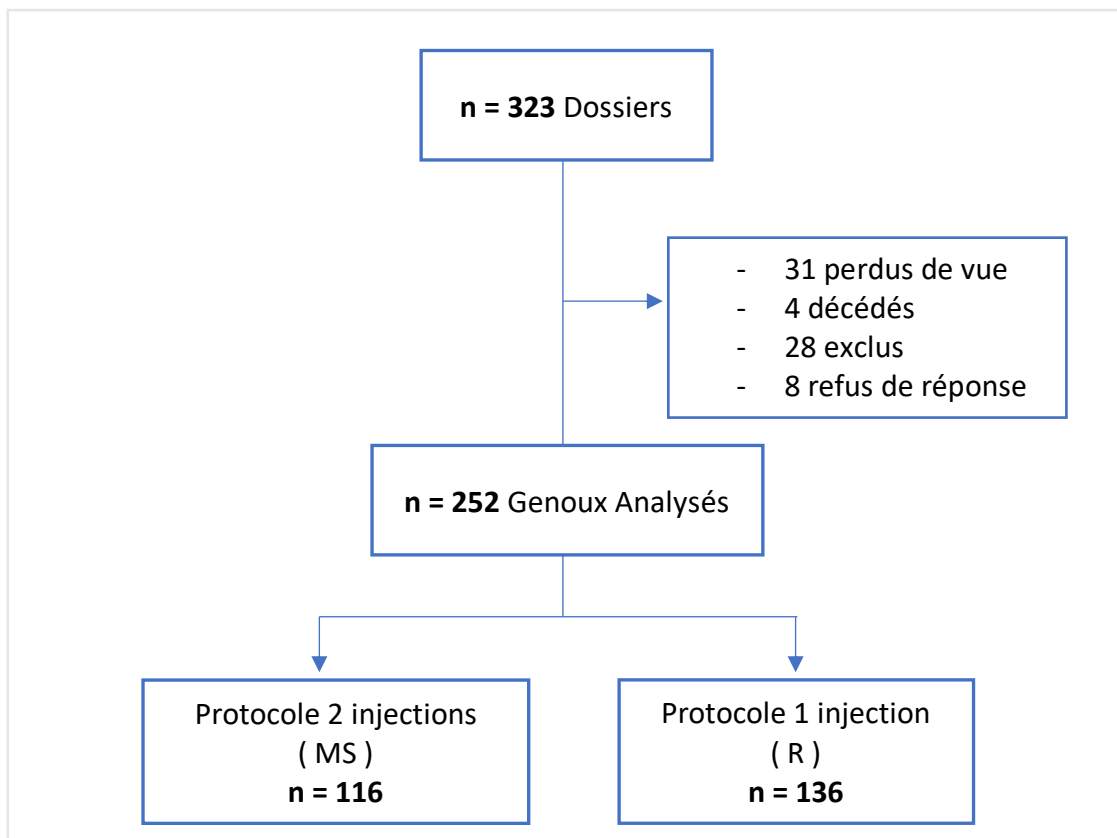 n = 323 Dossiers
- 31 perdus de vue
- 4 décédés
- 28 exclus
- 8 refus de réponse
n = 252 Genoux Analysés
Protocole 2 injections
( MS )
n = 116
Protocole 1 injection
( R )
n = 136